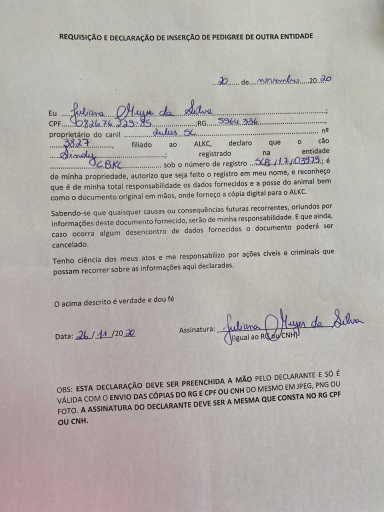 REQUISIÇÃO E DECLARAÇÃO DE INSERÇÃO DE PEDIGREE DE OUTRA ENTIDADE
20 de novembro 20 20
Eu Juliana Meyer da Silva;
CPF 082676.229-85 RG 5964.336,
proprietário do canil Lulus SC nº
3827, filiado ao ALKC, declaro que o cão
; registrado na entidade
CBKC sob o número de registro SCB/17/03975; é
de minha propriedade, autorizo que seja feito o registro em meu nome, e reconheço
que é de minha total responsabilidade os dados fornecidos e a posse do animal bem
como o documento original em mãos, onde forneço a cópia digital para o ALKC.
Sabendo-se que quaisquer causas ou consequências futuras recorrentes, oriundos por
informações deste documento fornecido, serão de minha responsabilidade. E que ainda,
caso ocorra algum desencontro de dados fornecidos o documento poderá ser
cancelado.
Tenho ciência dos meus atos e me responsabilizo por ações cíveis e criminais que
possam recorrer sobre as informações aqui declaradas.
O acima descrito é verdade e dou fé
Data: 26/11/2020 Assinatura: Juliana Meyer da Silva
(Igual ao RG ou CNH)
OBS: ESTA DECLARAÇÃO DEVE SER PREENCHIDA A MÃO PELO DECLARANTE E SÓ É
VÁLIDA COM O ENVIO DAS CÓPIAS DO RG E CPF OU CNH DO MESMO EM JPEG, PNG OU
FOTO. A ASSINATURA DO DECLARANTE DEVE SER A MESMA QUE CONSTA NO RG CPF
OU CNH.